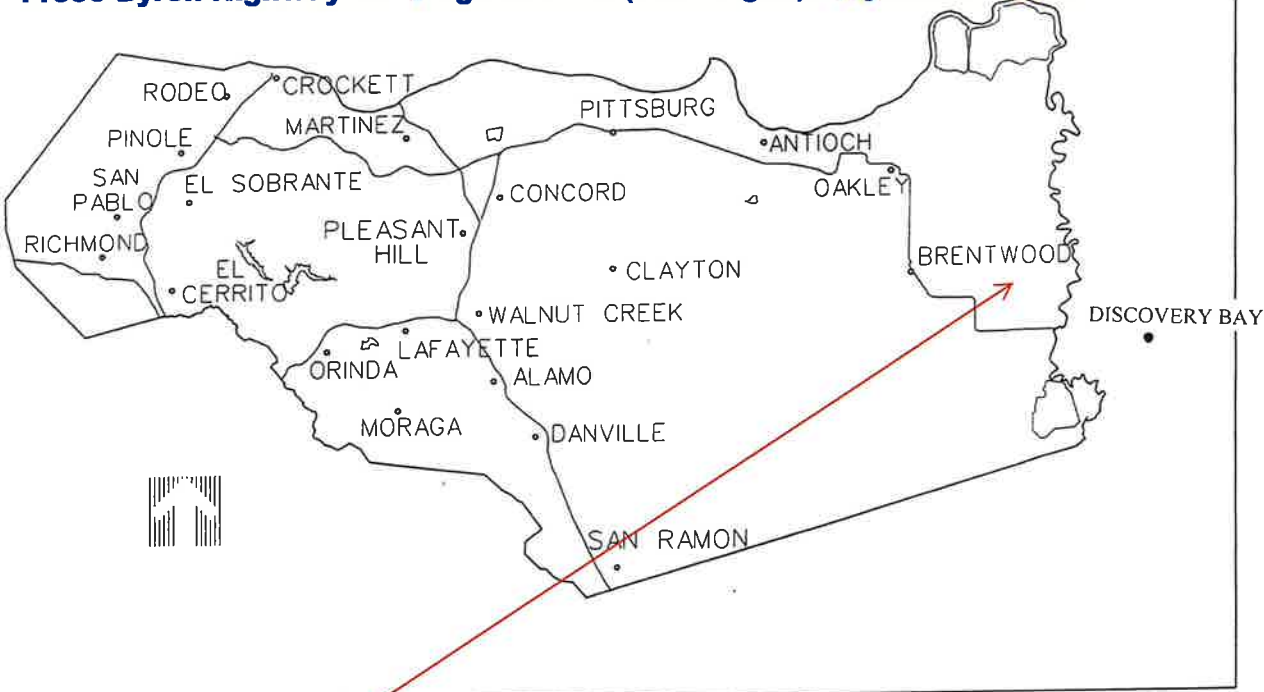 RODEO
CROCKETT
PITTSBURG
MARTINEZ
PINOLE
ANTIOCH
SAN
PABLO
EL SOBRANTE
CONCORD
OAKLEY
PLEASANT
HILL
RICHMOND
BRENTWOOD
EL
CERRITO
CLAYTON
WALNUT CREEK
DISCOVERY BAY
LAFAYETTE
ORINDA
ALAMO
MORAGA
DANVILLE
SAN RAMON